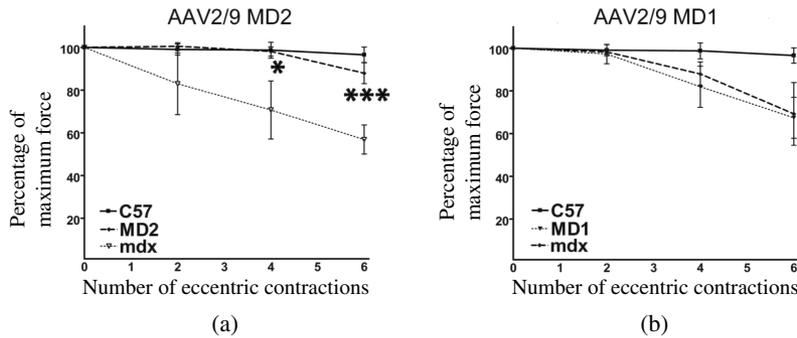 AAV2/9 MD2
Percentage of
maximum force
100
80
60
40
20
*
***
C57
MD2
mdx
0 1 2 3 4 5 6
Number of eccentric contractions
(a)
AAV2/9 MD1
Percentage of
maximum force
100
80
60
40
20
C57
MD1
mdx
0 1 2 3 4 5 6
Number of eccentric contractions
(b)